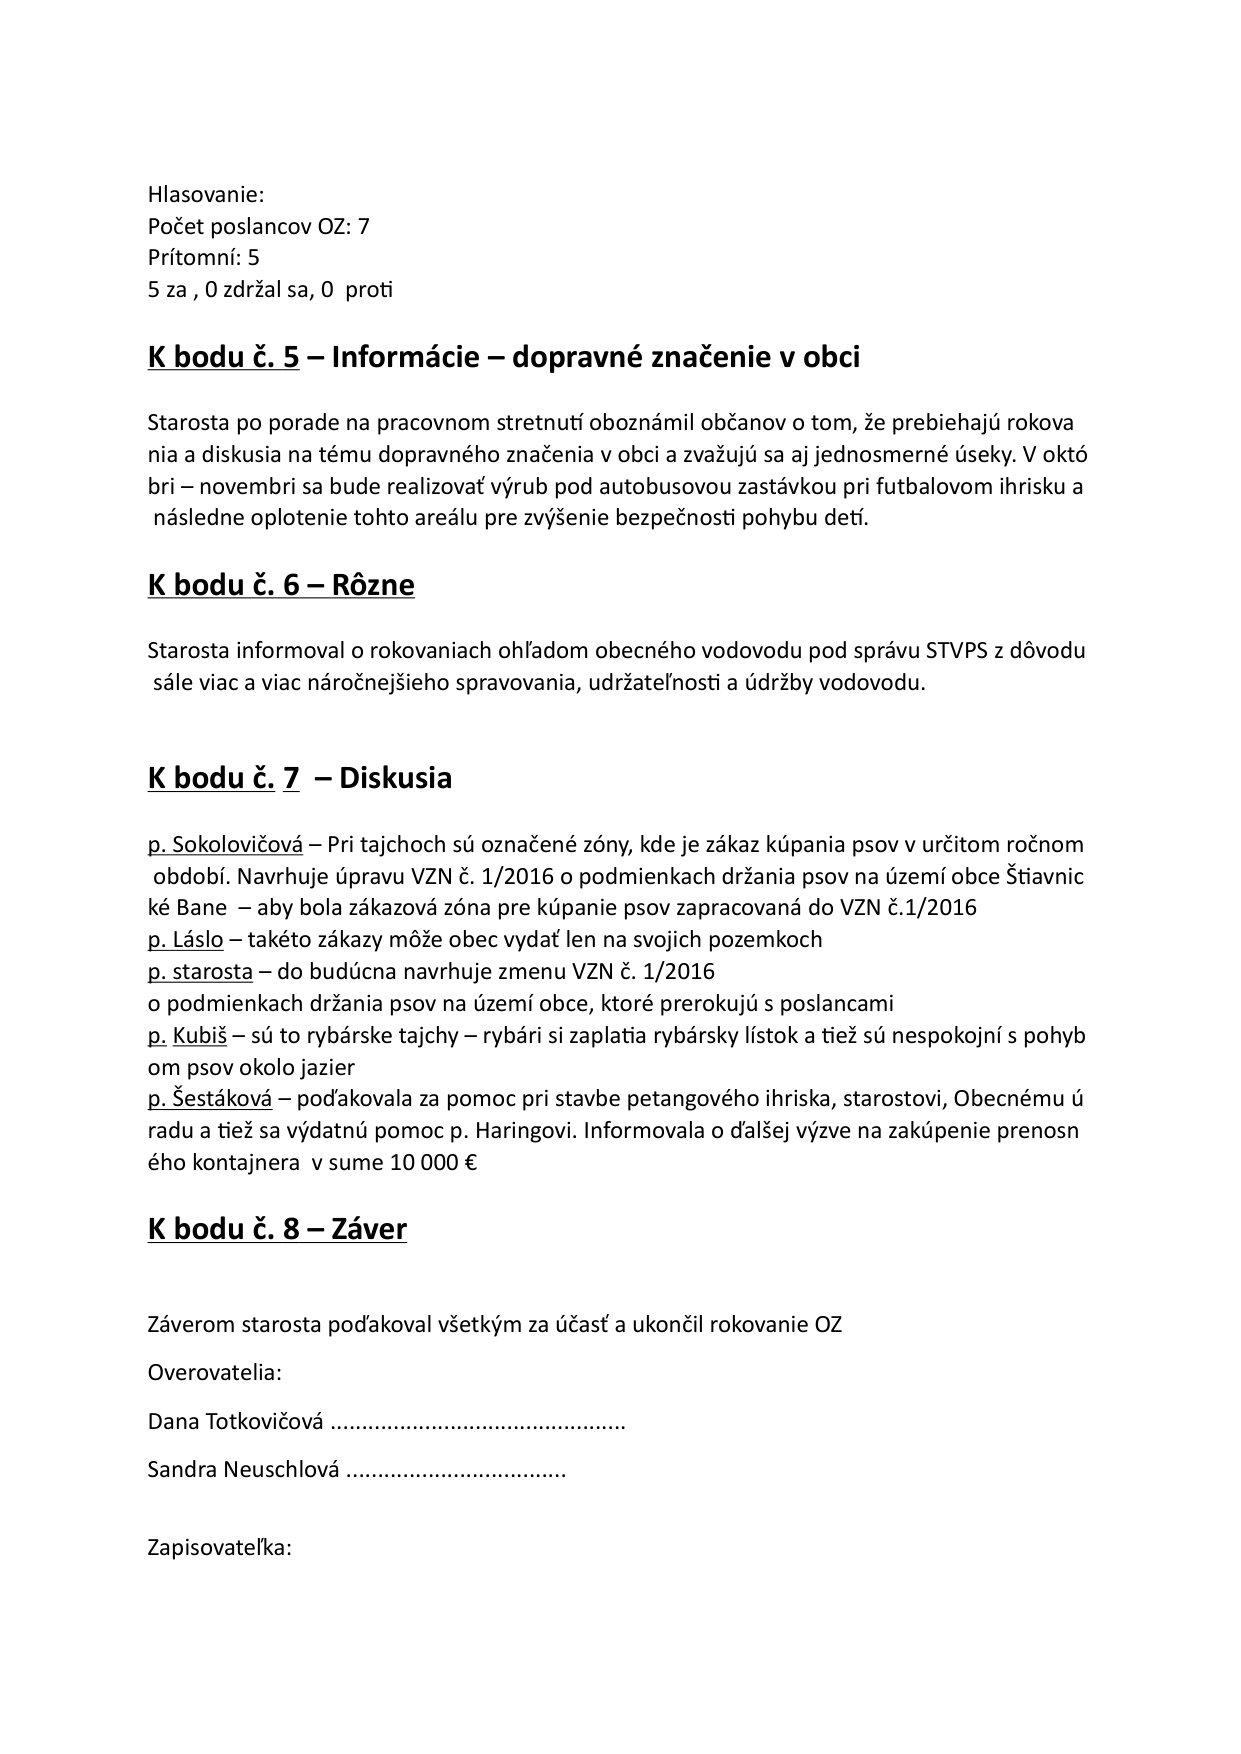 Hlasovanie:
Počet poslancov OZ: 7
Prítomní: 5
5 za , 0 zdržal sa, 0  proti
K bodu č. 5 – Informácie – dopravné značenie v obci
Starosta po porade na pracovnom stretnutí oboznámil občanov o tom, že prebiehajú rokova
nia a diskusia na tému dopravného značenia v obci a zvažujú sa aj jednosmerné úseky. V októ
bri – novembri sa bude realizovať výrub pod autobusovou zastávkou pri futbalovom ihrisku a
následne oplotenie tohto areálu pre zvýšenie bezpečnosti pohybu detí.
K bodu č. 6 – Rôzne
Starosta informoval o rokovaniach ohľadom obecného vodovodu pod správu STVPS z dôvodu
sále viac a viac náročnejšieho spravovania, udržateľnosti a údržby vodovodu.
K bodu č. 7  – Diskusia
p. Sokolovičová – Pri tajchoch sú označené zóny, kde je zákaz kúpania psov v určitom ročnom
období. Navrhuje úpravu VZN č. 1/2016 o podmienkach držania psov na území obce Štiavnic
ké Bane  – aby bola zákazová zóna pre kúpanie psov zapracovaná do VZN č.1/2016
p. Láslo – takéto zákazy môže obec vydať len na svojich pozemkoch
p. starosta – do budúcna navrhuje zmenu VZN č. 1/2016
o podmienkach držania psov na území obce, ktoré prerokujú s poslancami
p. Kubiš – sú to rybárske tajchy – rybári si zaplatia rybársky lístok a tiež sú nespokojní s pohyb
om psov okolo jazier
p. Šestáková – poďakovala za pomoc pri stavbe petangového ihriska, starostovi, Obecnému ú
radu a tiež sa výdatnú pomoc p. Haringovi. Informovala o ďalšej výzve na zakúpenie prenosn
ého kontajnera  v sume 10 000 €
K bodu č. 8 – Záver
Záverom starosta poďakoval všetkým za účasť a ukončil rokovanie OZ
Overovatelia:
Dana Totkovičová ...............................................
Sandra Neuschlová ...................................
Zapisovateľka: